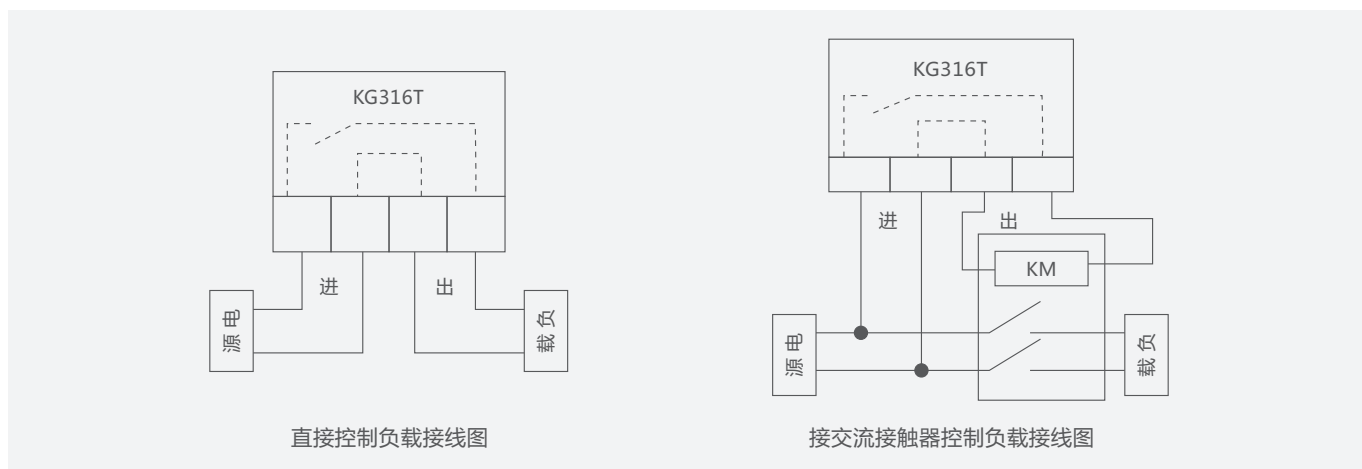 KG316T
进
出
电源
负载
直接控制负载接线图
KG316T
进
出
KM
电源
负载
接交流接触器控制负载接线图